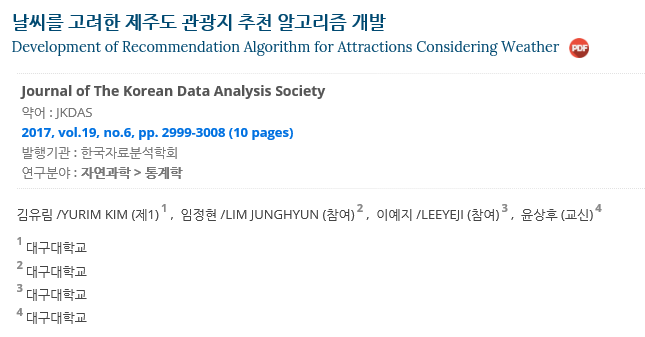 날씨를 고려한 제주도 관광지 추천 알고리즘 개발
Development of Recommendation Algorithm for Attractions Considering Weather PDF
Journal of The Korean Data Analysis Society
약어 : JKDAS
2017, vol.19, no.6, pp. 2999-3008 (10 pages)
발행기관 : 한국자료분석학회
연구분야 : 자연과학 > 통계학
김유림 /YURIM KIM (제1) 1 , 임정현 /LIM JUNGHYUN (참여) 2 , 이예지 /LEEYEJI (참여) 3 , 윤상후 (교신) 4
1 대구대학교
2 대구대학교
3 대구대학교
4 대구대학교